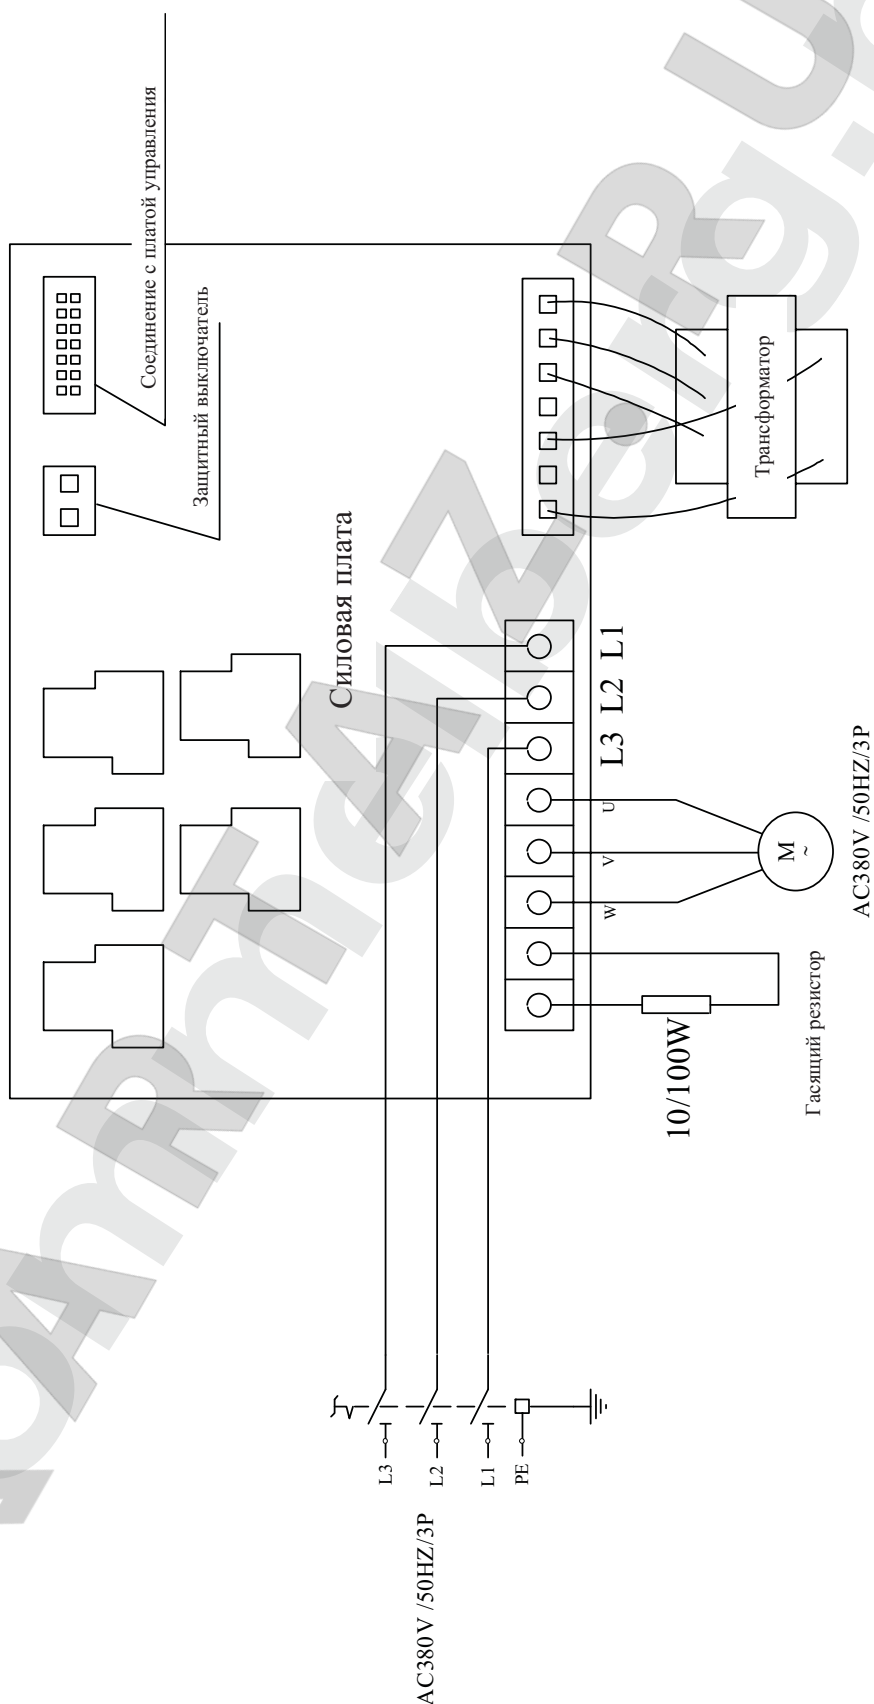 Соединение с платой управления
Защитный выключатель
Силовая плата
Трансформатор
L3 L2 L1
U
V
W
M
~
AC380V /50HZ/3P
10/100W
Гасящий резистор
L3
L2
L1
PE
AC380V /50HZ/3P